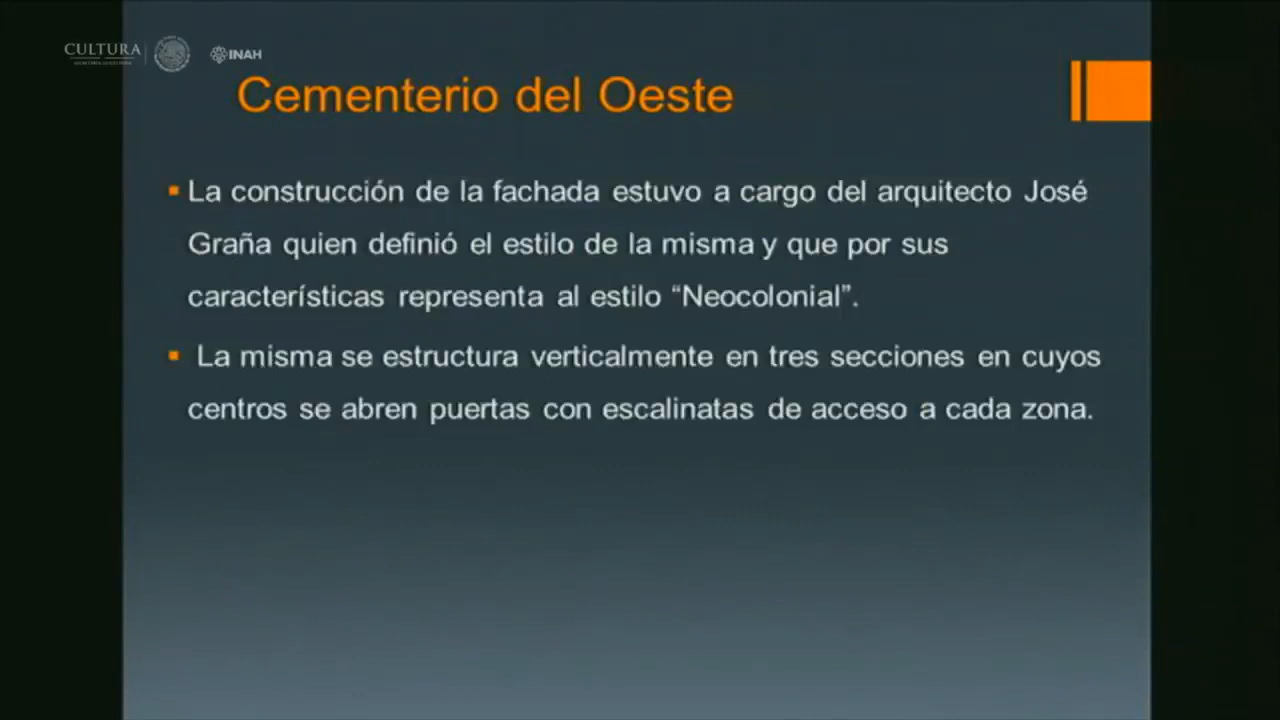 CULTURA
INAH
Cementerio del Oeste
La construcción de la fachada estuvo a cargo del arquitecto José
Graña quien definió el estilo de la misma y que por sus
características representa al estilo “Neocolonial”.
La misma se estructura verticalmente en tres secciones en cuyos
centros se abren puertas con escalinatas de acceso a cada zona.